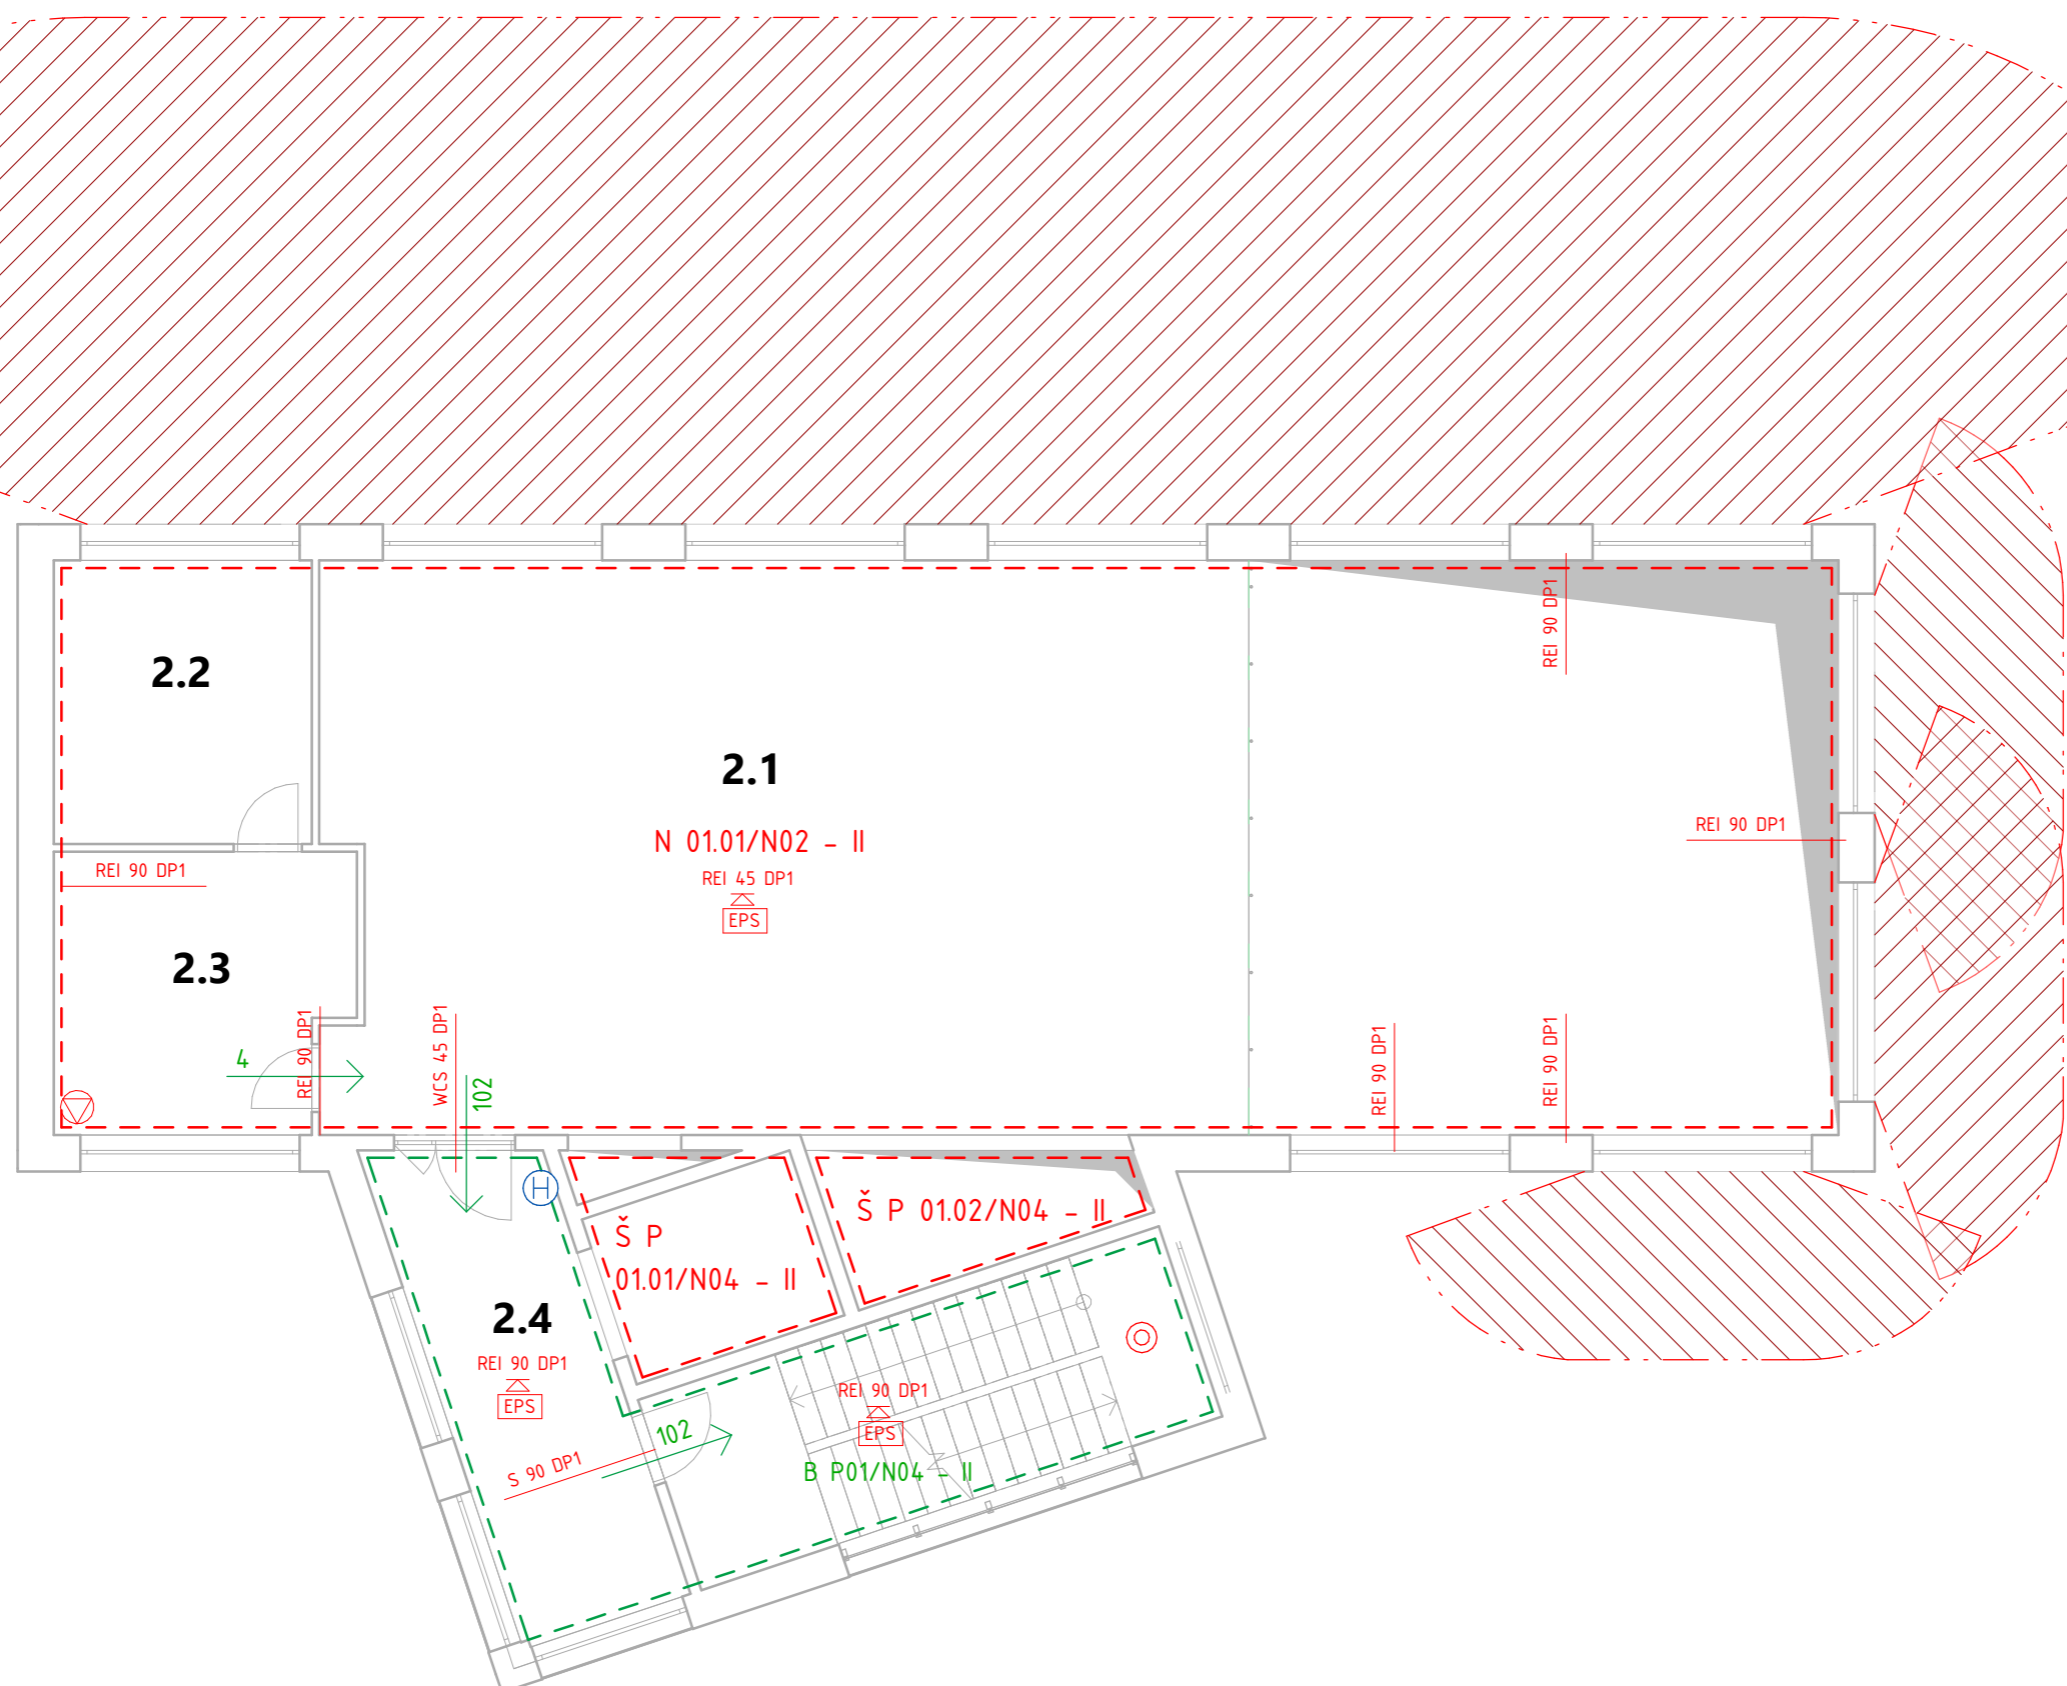 REI 90 DP1
2.2
2.1
N 01.01/N02 - II
REI 45 DP1
EPS
REI 90 DP1
REI 90 DP1
2.3
4
REI 90 DP1
WCS 45 DP1
102
REI 90 DP1
REI 90 DP1
H
Š P
01.01/N04 - II
Š P 01.02/N04 - II
2.4
REI 90 DP1
EPS
REI 90 DP1
EPS
102
S 90 DP1
B P01/N04 - II